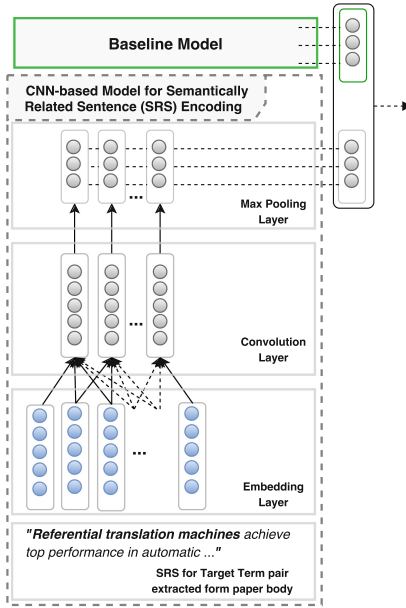 Baseline Model
CNN-based Model for Semantically
Related Sentence (SRS) Encoding
...
Max Pooling
Layer
...
Convolution
Layer
...
Embedding
Layer
"Referential translation machines achieve
top performance in automatic ..."
SRS for Target Term pair
extracted form paper body